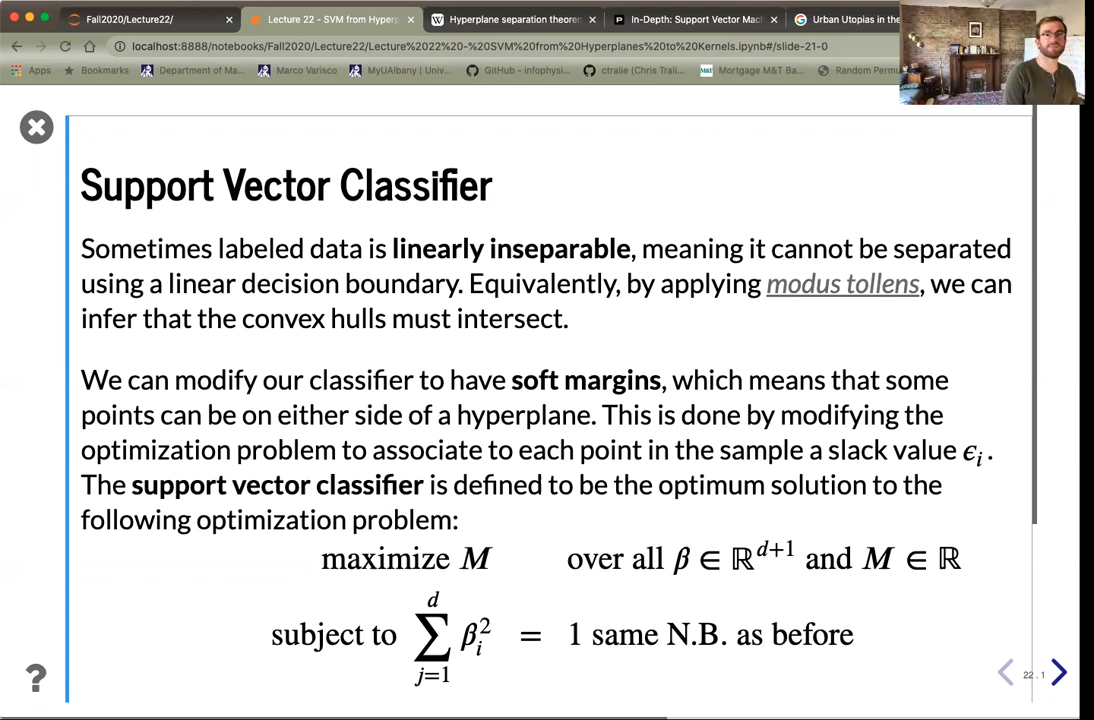 Fall2020/Lecture22/
Lecture 22 - SVM from Hyperp
Hyperplane separation theorem
In-Depth: Support Vector Mac
Urban Utopias in the
localhost:8888/notebooks/Fall2020/Lecture22/Lecture%2022%20-%20SVM%20from%20Hyperplanes%20to%20Kernels.ipynb#/slide-21-0
Apps
Bookmarks
Department of Ma...
Marco Varisco
MyUAlbany | Univ...
GitHub - infophysi...
ctralie (Chris Trali...
Mortgage M&T Ba...
Random Permu
Support Vector Classifier
Sometimes labeled data is linearly inseparable, meaning it cannot be separated
using a linear decision boundary. Equivalently, by applying modus tollens, we can
infer that the convex hulls must intersect.
We can modify our classifier to have soft margins, which means that some
points can be on either side of a hyperplane. This is done by modifying the
optimization problem to associate to each point in the sample a slack value ϵᵢ.
The support vector classifier is defined to be the optimum solution to the
following optimization problem:
maximize M over all β ∈ ℝ^{d+1} and M ∈ ℝ
subject to ∑_{j=1}^{d} β_i^2 = 1 same N.B. as before
22.1
?